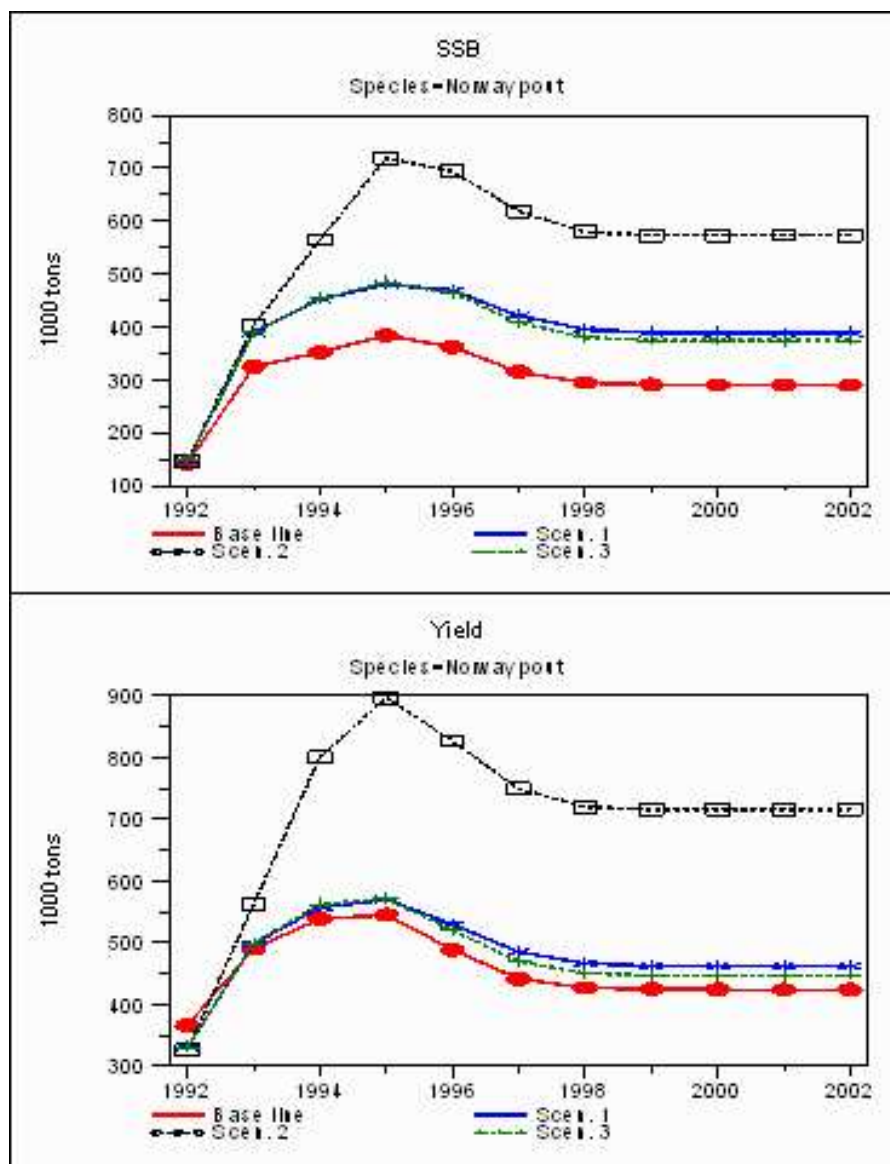 SSB
Species=Norway pout
800
700
600
500
400
300
200
100
1000 tons
1992 1994 1996 1998 2000 2002
Base line Scen. 1
Scen. 2 Scen. 3
Yield
Species=Norway pout
900
800
700
600
500
400
300
1000 tons
1992 1994 1996 1998 2000 2002
Base line Scen. 1
Scen. 2 Scen. 3